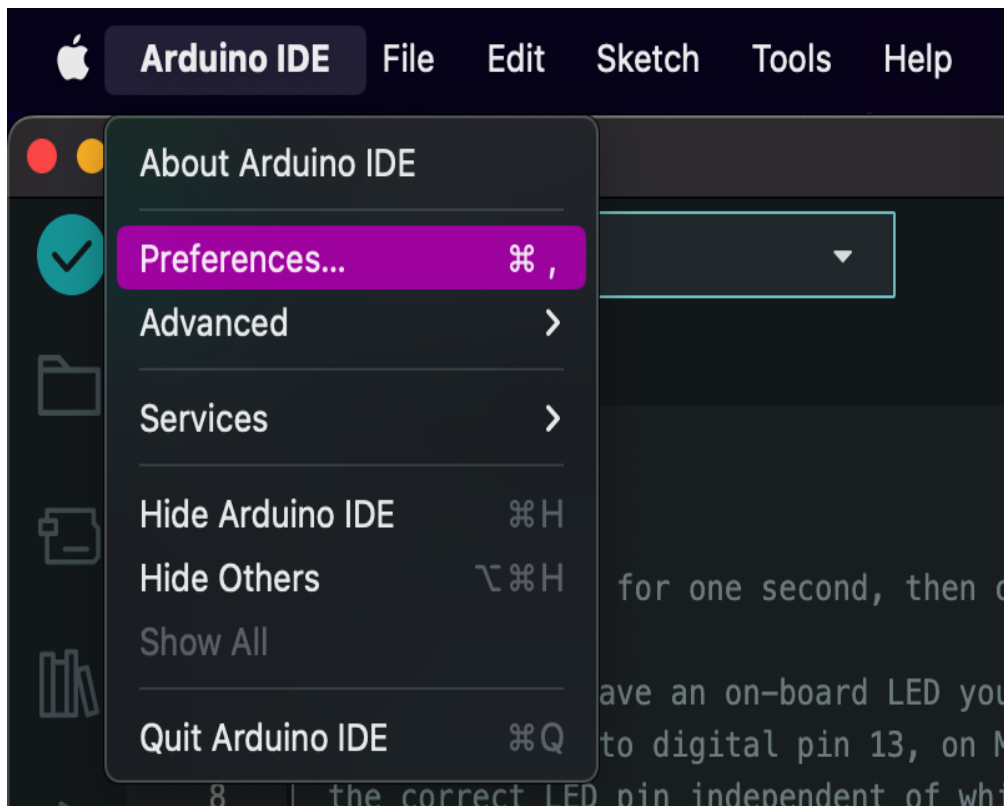 Arduino IDE File Edit Sketch Tools Help
About Arduino IDE
Preferences... ⌘ ,
Advanced
Services
Hide Arduino IDE ⌘H
Hide Others ⌥⌘H
Show All
Quit Arduino IDE ⌘Q
for one second, then
ave an on-board LED you
to digital pin 13, on
8 the correct LED pin independent of whi